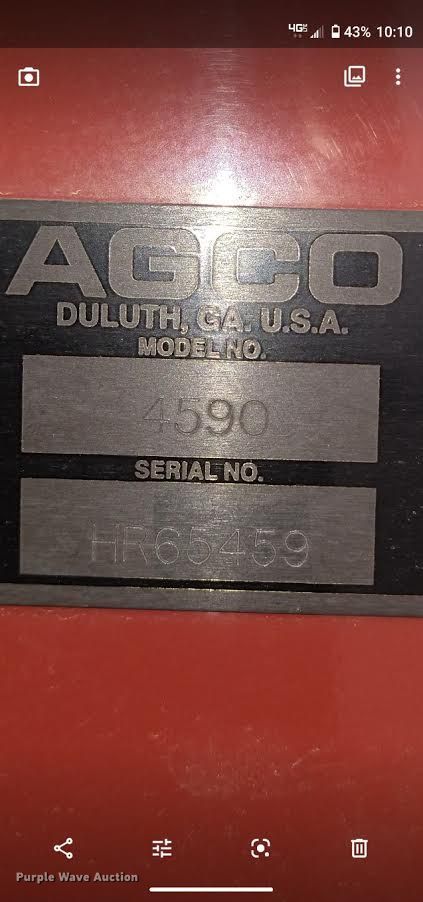 4G 43% 10:10
AGCO
DULUTH, GA. U.S.A.
MODEL NO.
4590
SERIAL NO.
HR65459
Purple Wave Auction